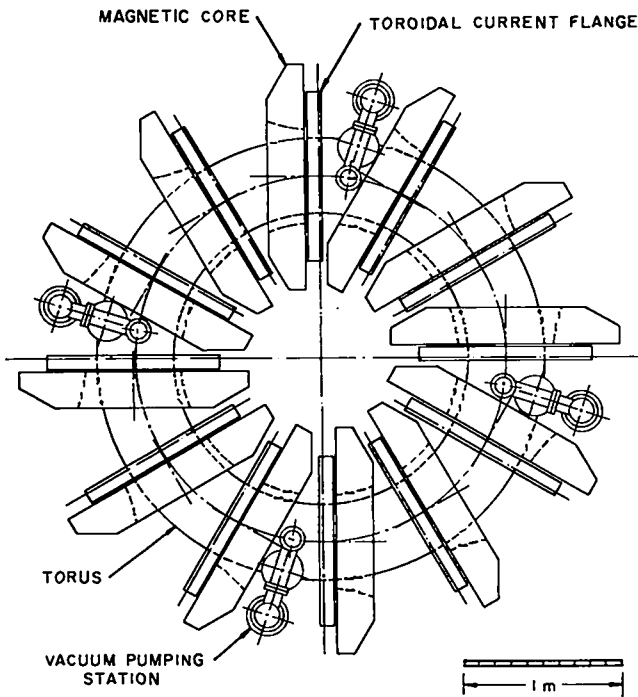 MAGNETIC CORE
TOROIDAL CURRENT FLANGE
TORUS
VACUUM PUMPING
STATION
1 m